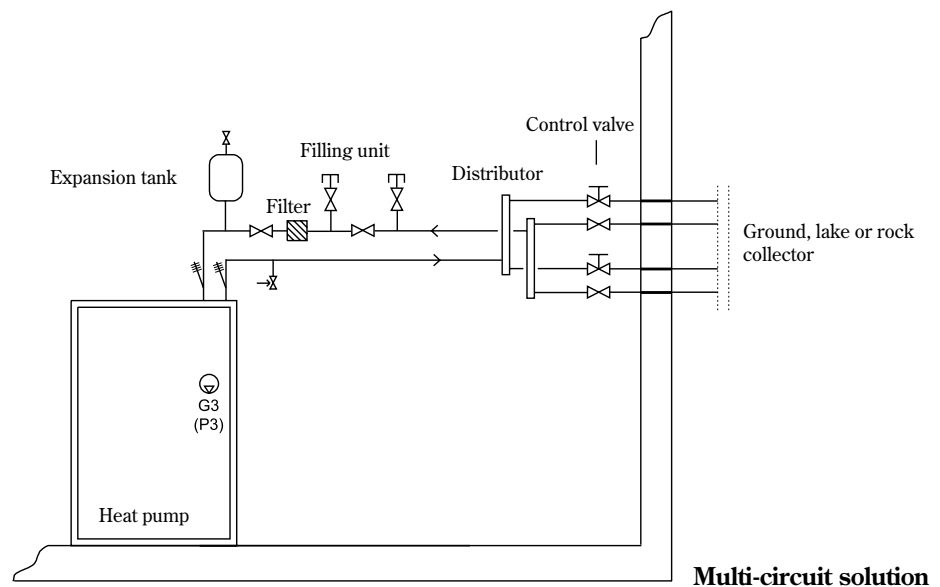 Control valve
Filling unit
Distributor
Expansion tank
Filter
Ground, lake or rock
collector
G3
(P3)
Heat pump
Multi-circuit solution